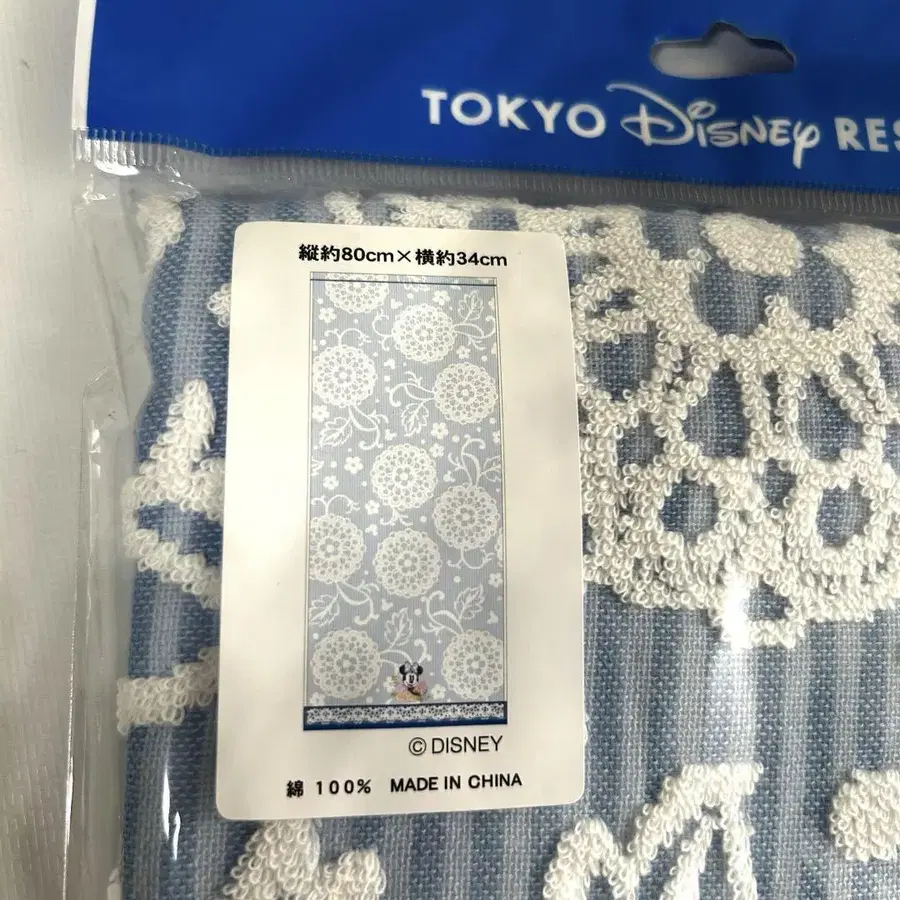 TOKYO Disney RES
縦約80cm×横約34cm
© DISNEY
綿 100% MADE IN CHINA